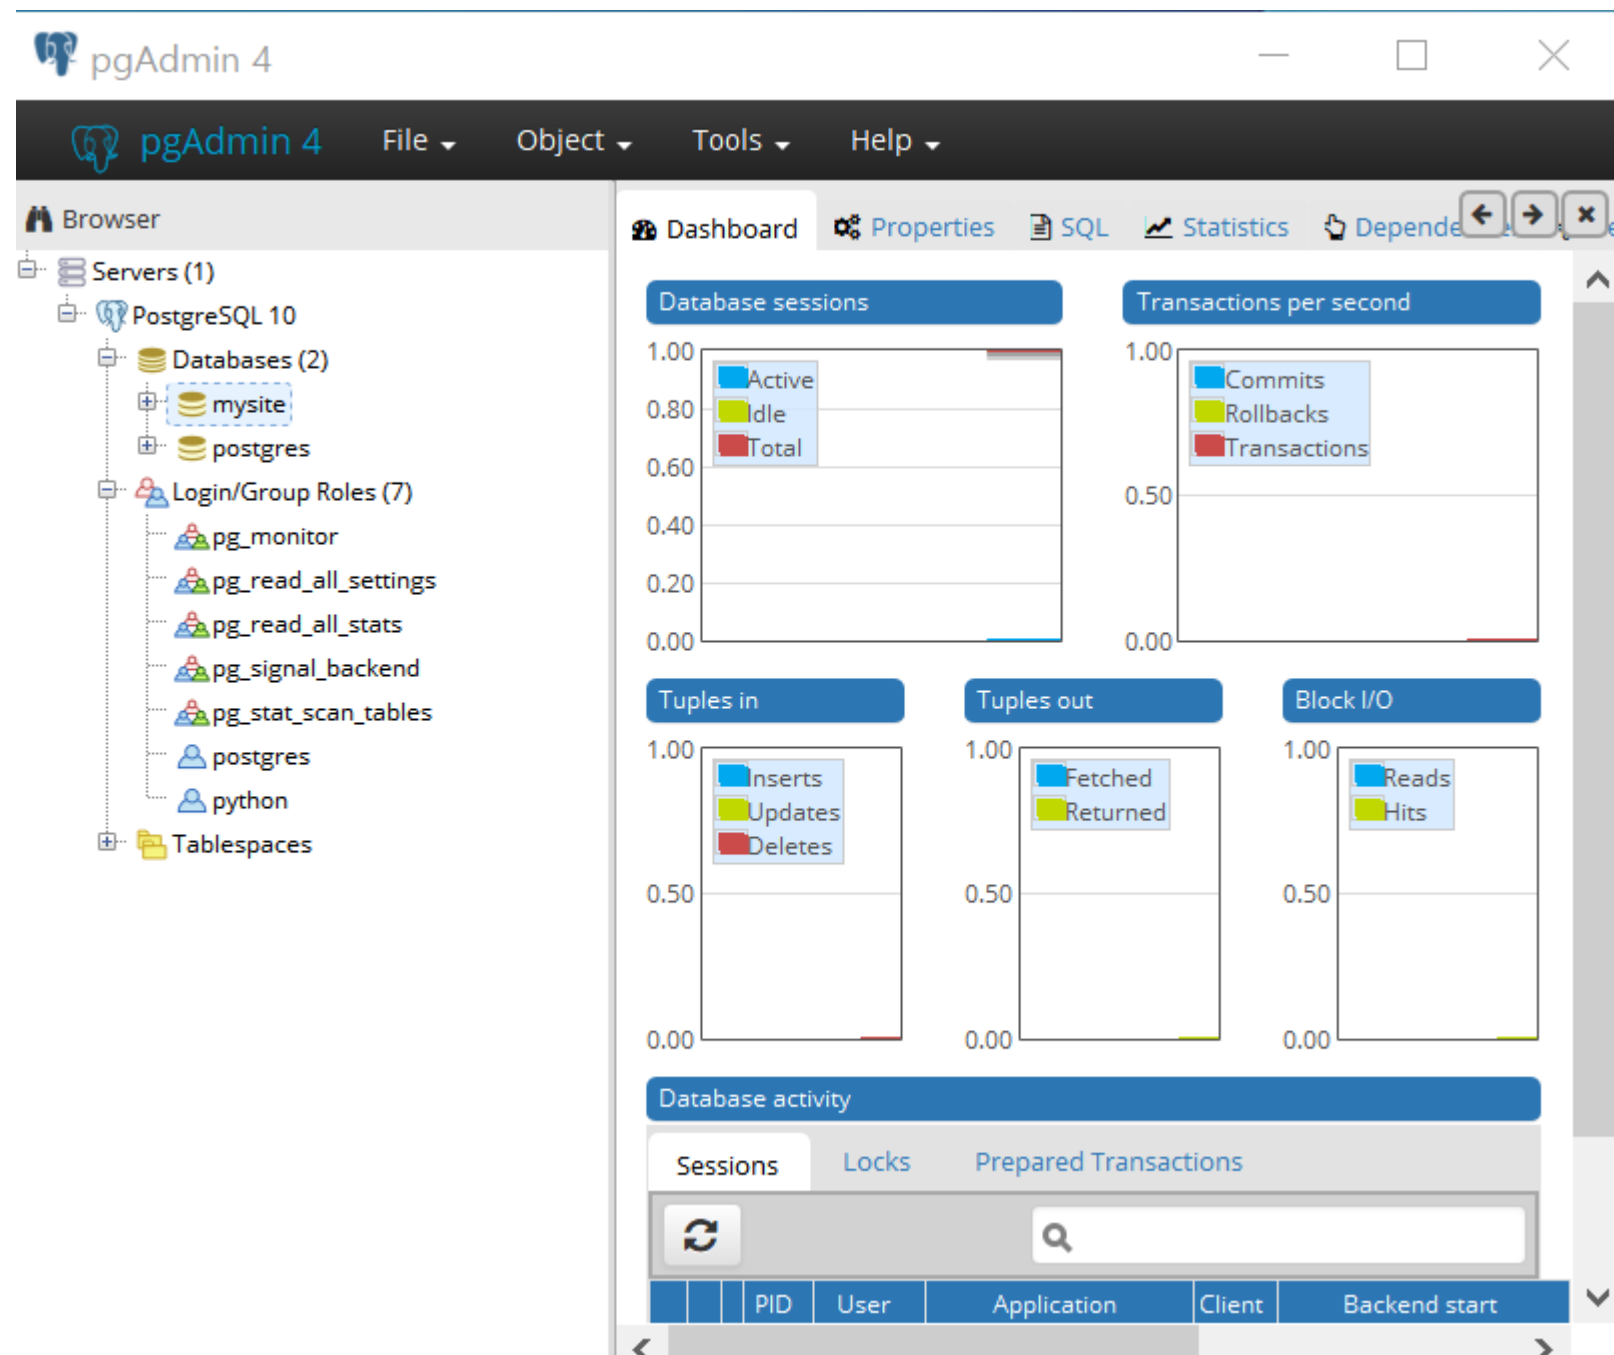 pgAdmin 4
pgAdmin 4 File Object Tools Help
Browser
Servers (1)
PostgreSQL 10
Databases (2)
mysite
postgres
Login/Group Roles (7)
pg_monitor
pg_read_all_settings
pg_read_all_stats
pg_signal_backend
pg_stat_scan_tables
postgres
python
Tablespaces
Dashboard Properties SQL Statistics
Database sessions
1.00
0.80
0.60
0.40
0.20
0.00
Active
Idle
Total
Transactions per second
1.00
0.50
0.00
Commits
Rollbacks
Transactions
Tuples in
1.00
0.50
0.00
Inserts
Updates
Deletes
Tuples out
1.00
0.50
0.00
Fetched
Returned
Block I/O
1.00
0.50
0.00
Reads
Hits
Database activity
Sessions Locks Prepared Transactions
PID User Application Client Backend start